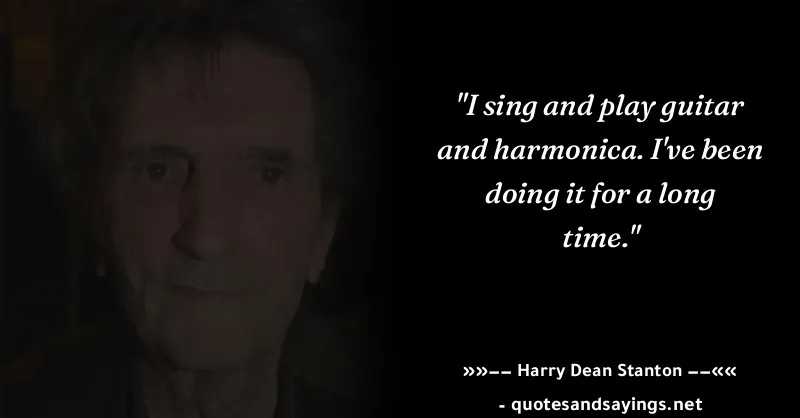 "I sing and play guitar
and harmonica. I've been
doing it for a long
time."
»»–– Harry Dean Stanton ––««
- quotesandsayings.net